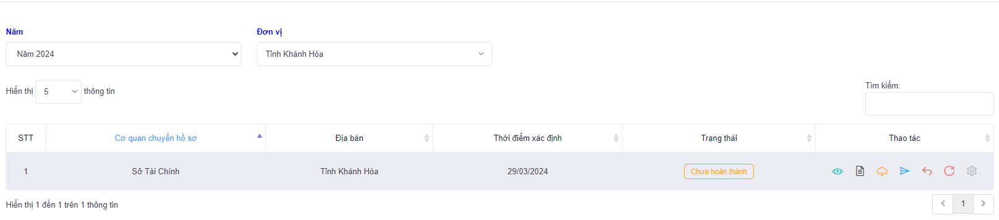 Năm
Đơn vị
Năm 2024
Tỉnh Khánh Hòa
Hiển thị 5 thông tin
Tìm kiếm:
STT Cơ quan chuyển hồ sơ Địa bàn Thời điểm xác định Trạng thái Thao tác
1 Sở Tài Chính Tỉnh Khánh Hòa 29/03/2024 Chưa hoàn thành
Hiển thị 1 đến 1 trên 1 thông tin
1